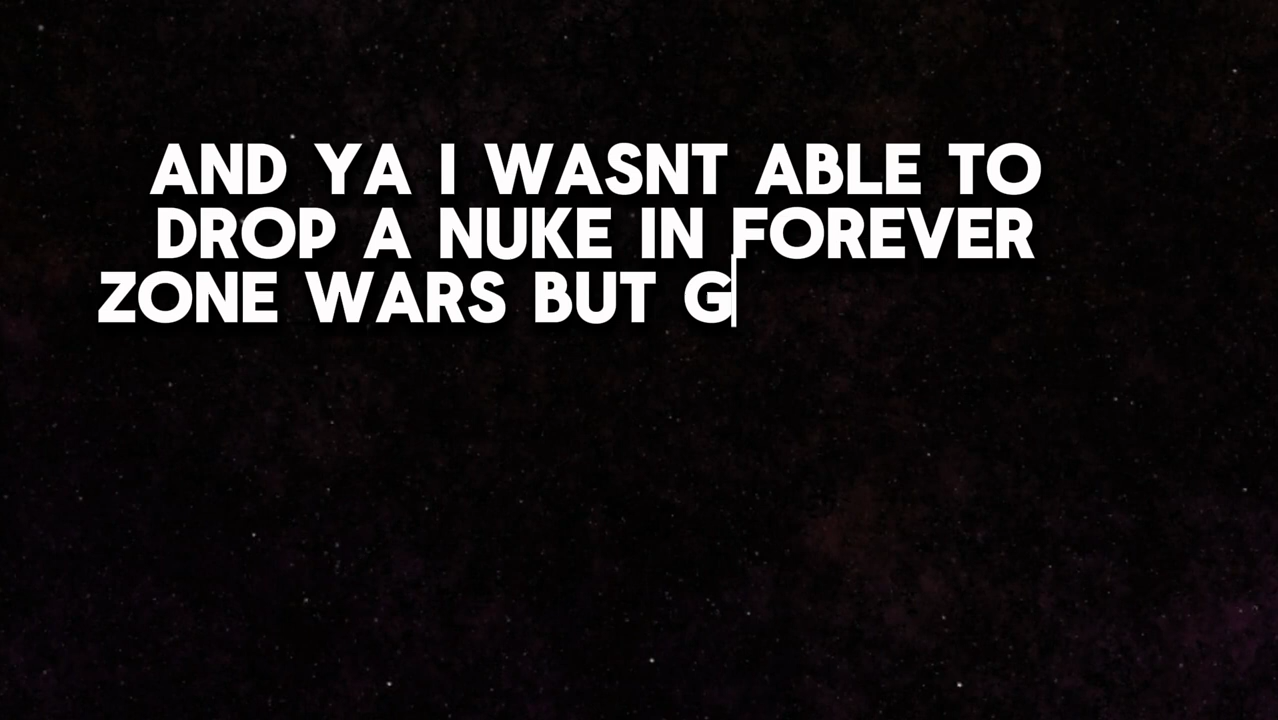 AND YA I WASNT ABLE TO
DROP A NUKE IN FOREVER
ZONE WARS BUT G